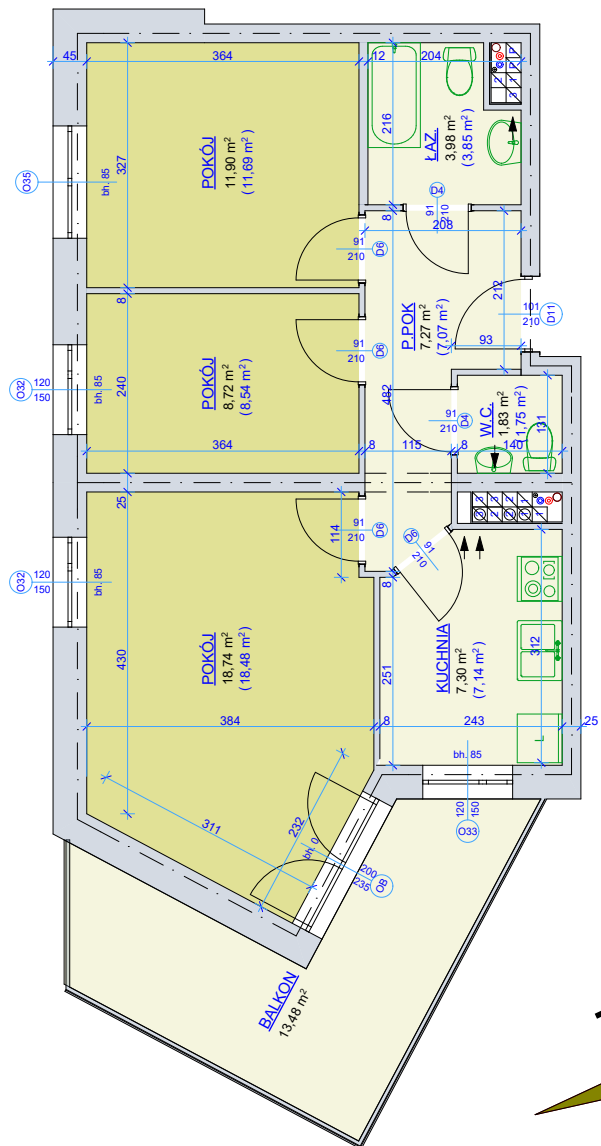 45
364
12
204
POKÓJ
11,90 m²
(11,69 m²)
327
O35
bh. 85
216
ŁAZ.
3,98 m²
(3,85 m²)
D4
91
210
8
208
91
210
D6
P.POK
7,27 m²
(7,07 m²)
212
101
210
D11
93
8
POKÓJ
8,72 m²
(8,54 m²)
240
O32
120
150
bh. 85
91
210
D6
482
91
210
D4
W.C.
1,83 m²
1,75 m²)
131
364
8
115
8
140
25
114
91
210
D6
D6
91
210
O32
120
150
bh. 85
POKÓJ
18,74 m²
(18,48 m²)
430
8
251
KUCHNIA
7,30 m²
(7,14 m²)
312
384
8
243
25
L
bh. 85
120
150
O33
311
232
bh. 0
200
235
OB
BALKON
13,48 m²